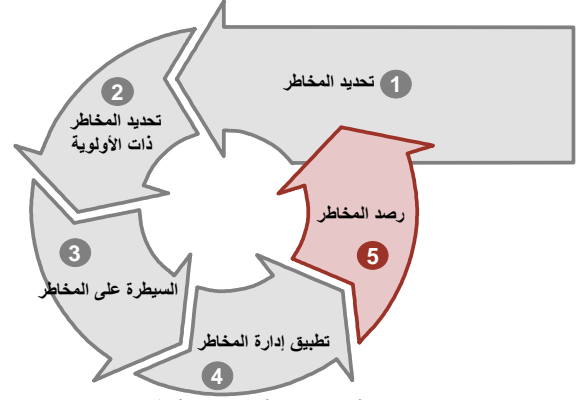 1 تحديد المخاطر
2
تحديد المخاطر
ذات الأولوية
3
السيطرة على المخاطر
تطبيق إدارة المخاطر
4
رصد المخاطر
5